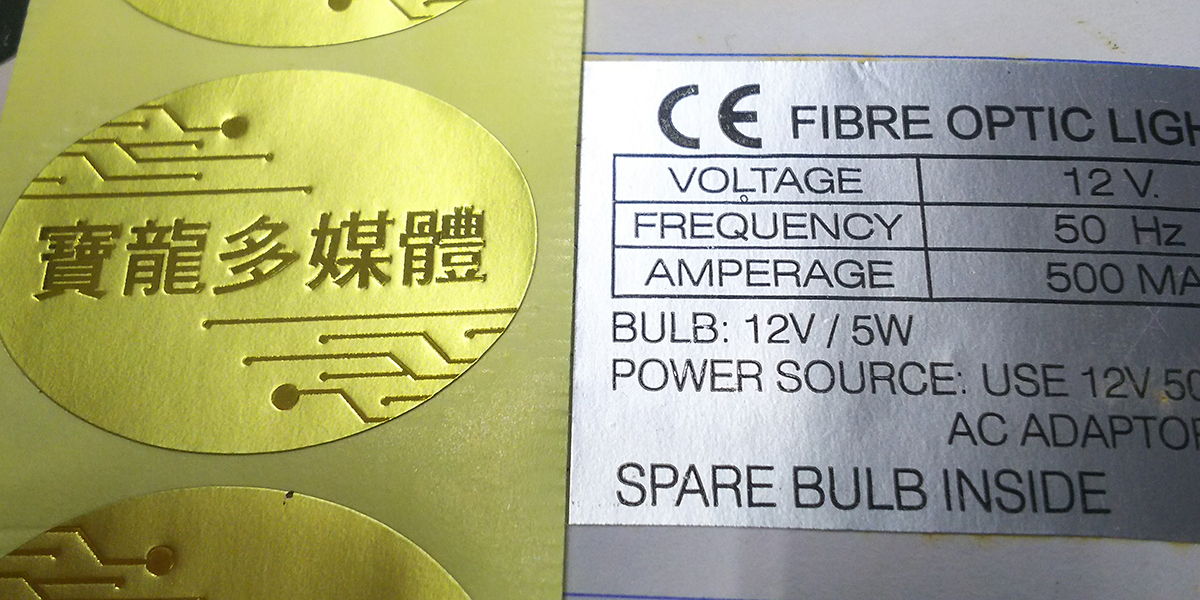 寶龍多媒體
CE FIBRE OPTIC
VOLTAGE 12 V.
FREQUENCY 50 Hz
AMPERAGE 500 MA
BULB: 12V / 5W
POWER SOURCE: USE 12V
AC ADAPTOR
SPARE BULB INSIDE